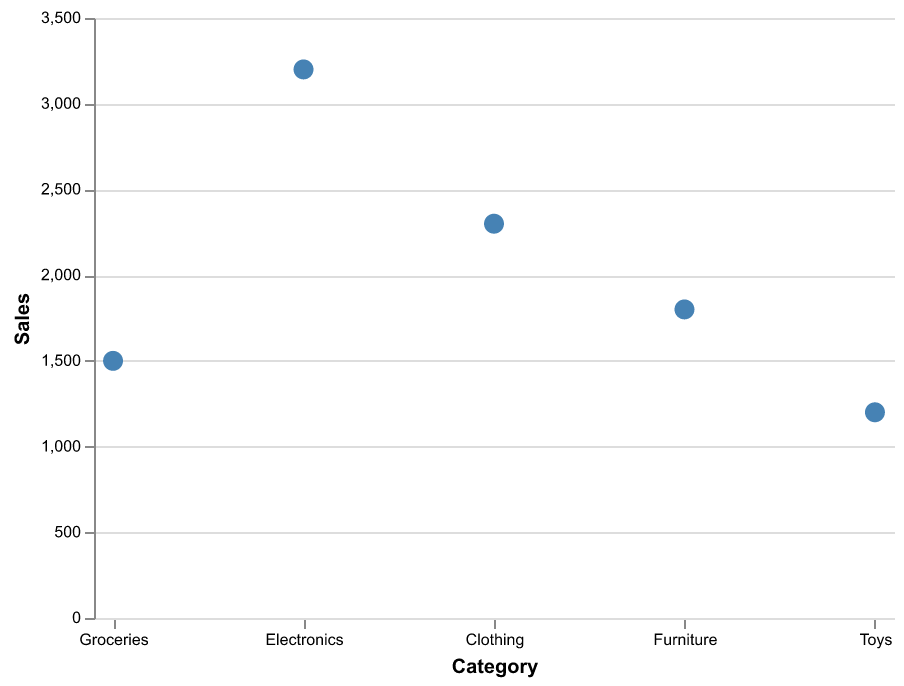 3,500
3,000
2,500
2,000
1,500
1,000
500
0
Sales
Groceries Electronics Clothing Furniture Toys
Category